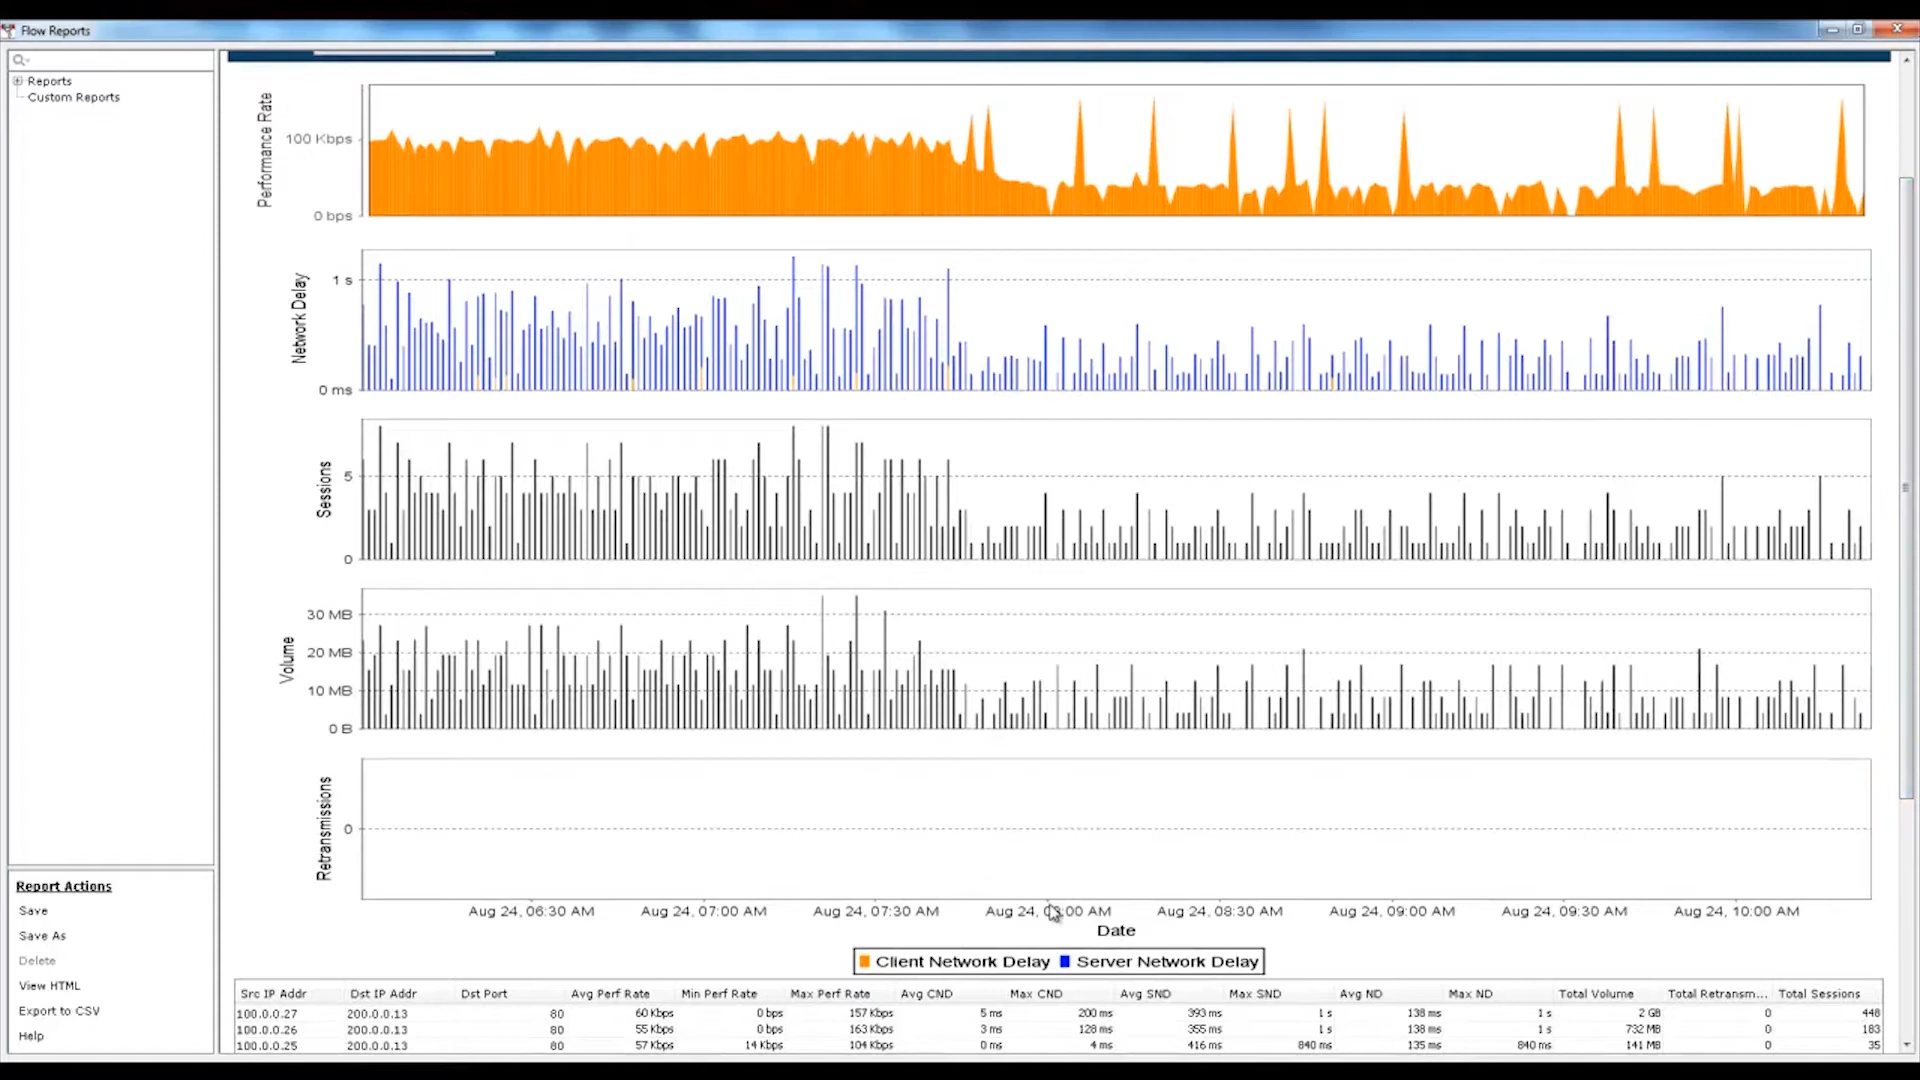 Flow Reports
Reports
Custom Reports
Performance Rate
100 Kbps
0 bps
Network Delay
1 s
0 ms
Sessions
5
0
Volume
30 MB
20 MB
10 MB
0 B
Retransmissions
0
Aug 24, 06:30 AM Aug 24, 07:00 AM Aug 24, 07:30 AM Aug 24, :00 AM Aug 24, 08:30 AM Aug 24, 09:00 AM Aug 24, 09:30 AM Aug 24, 10:00 AM
Date
Client Network Delay Server Network Delay
Src IP Addr Dst IP Addr Dst Port Avg Perf Rate Min Perf Rate Max Perf Rate Avg CND Max CND Avg SND Max SND Avg ND Max ND Total Volume Total Retransm... Total Sessions
100.0.0.27 200.0.0.13 80 60 Kbps 0 bps 157 Kbps 5 ms 200 ms 393 ms 1 s 138 ms 1 s 2 GB 0 448
100.0.0.26 200.0.0.13 80 55 Kbps 0 bps 163 Kbps 3 ms 128 ms 355 ms 1 s 138 ms 1 s 732 MB 0 183
100.0.0.25 200.0.0.13 80 57 Kbps 14 Kbps 104 Kbps 0 ms 4 ms 416 ms 840 ms 135 ms 840 ms 141 MB 0 35
Report Actions
Save
Save As
Delete
View HTML
Export to CSV
Help